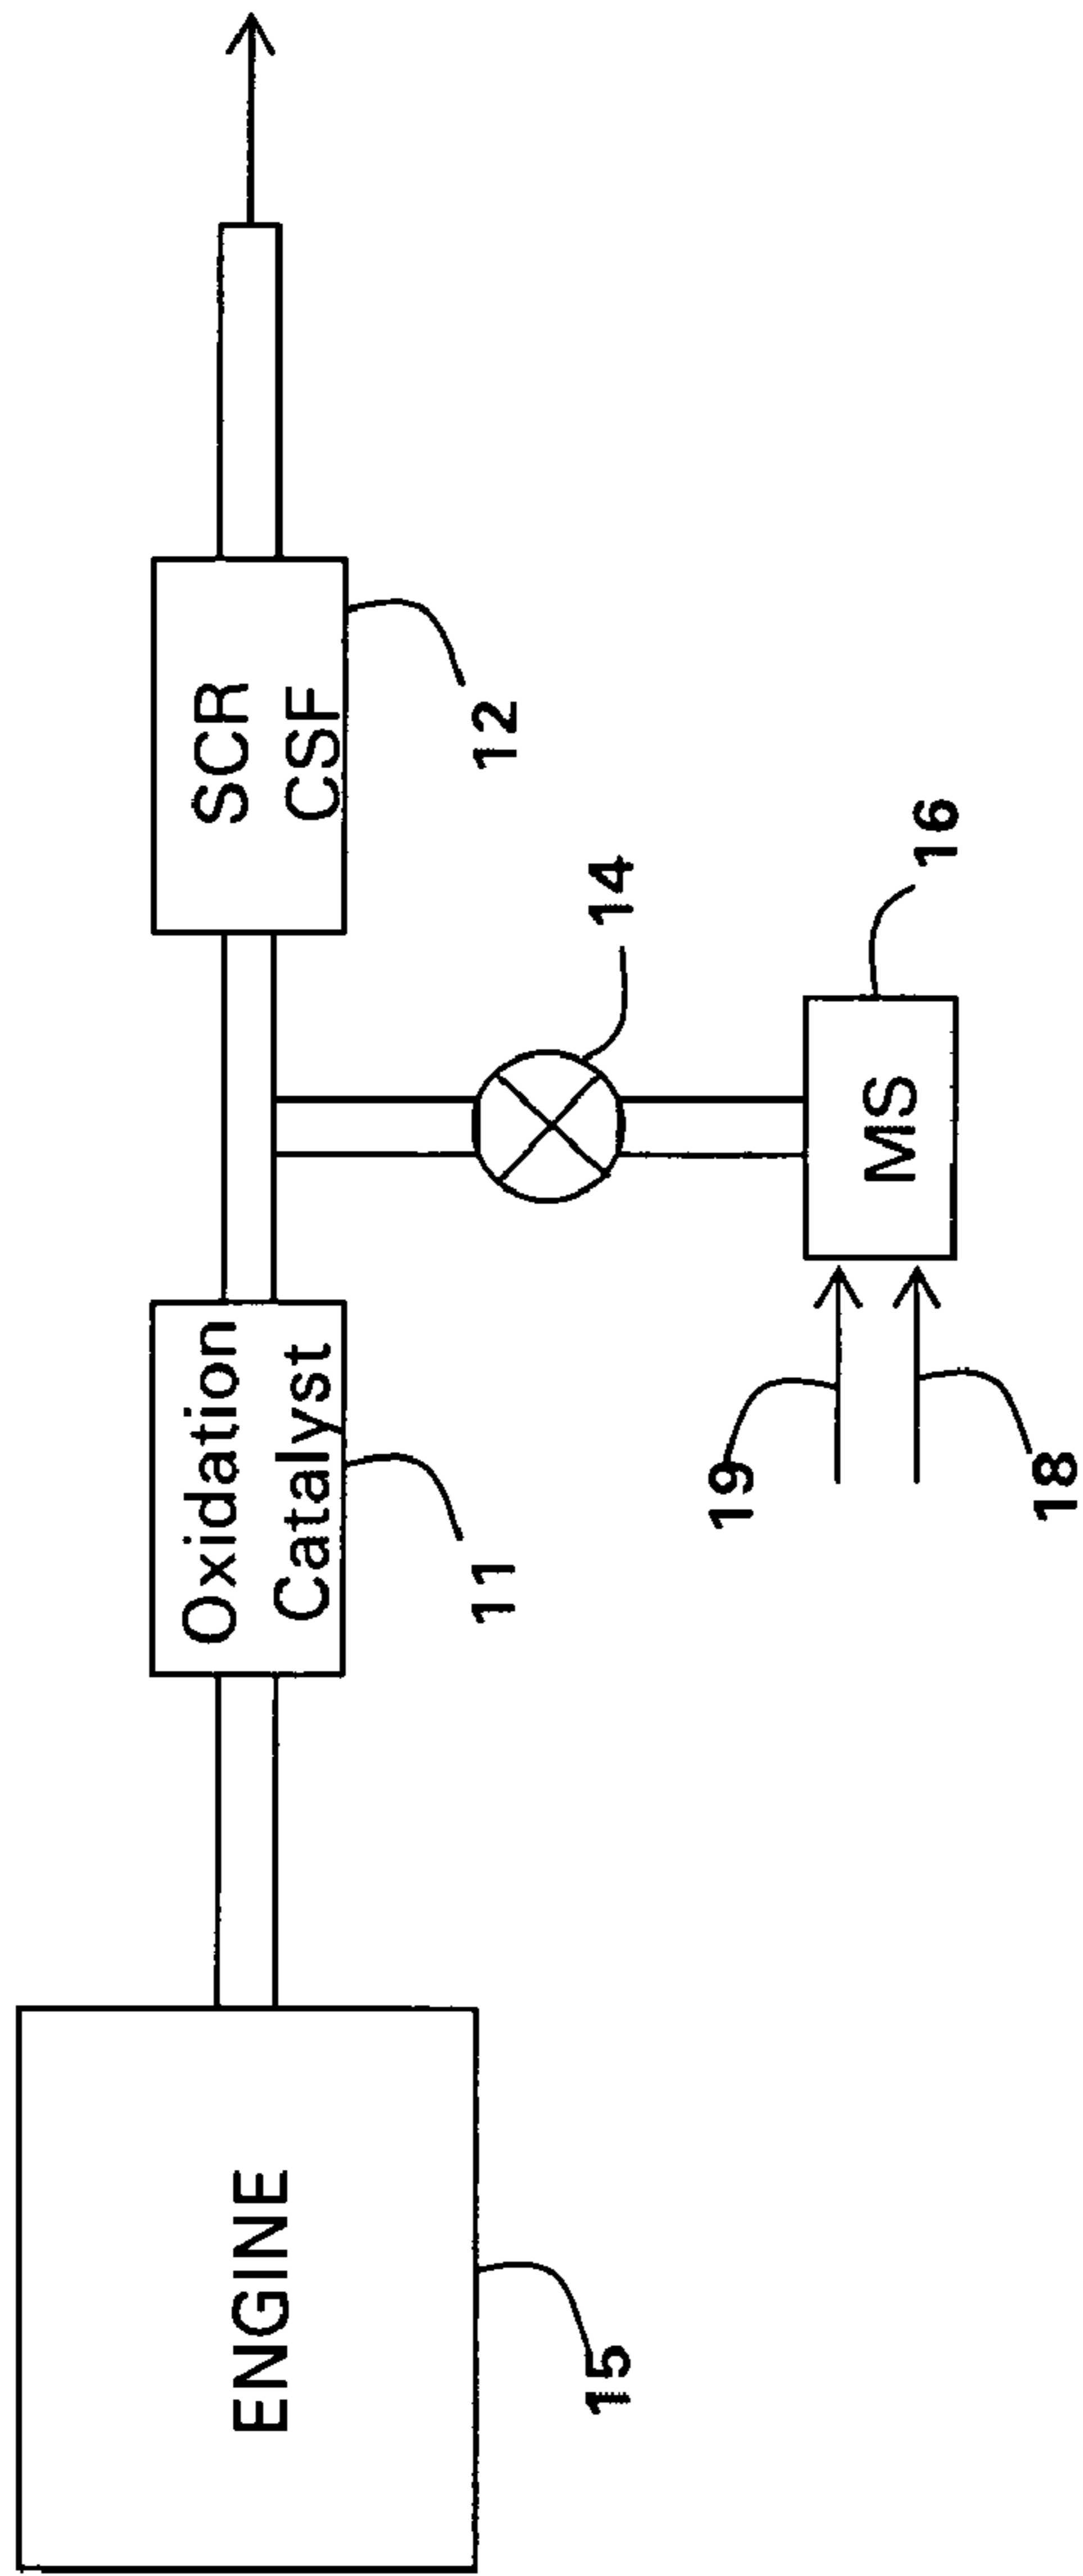 ENGINE
15
Oxidation
Catalyst
11
SCR
CSF
12
14
MS
16
19
18